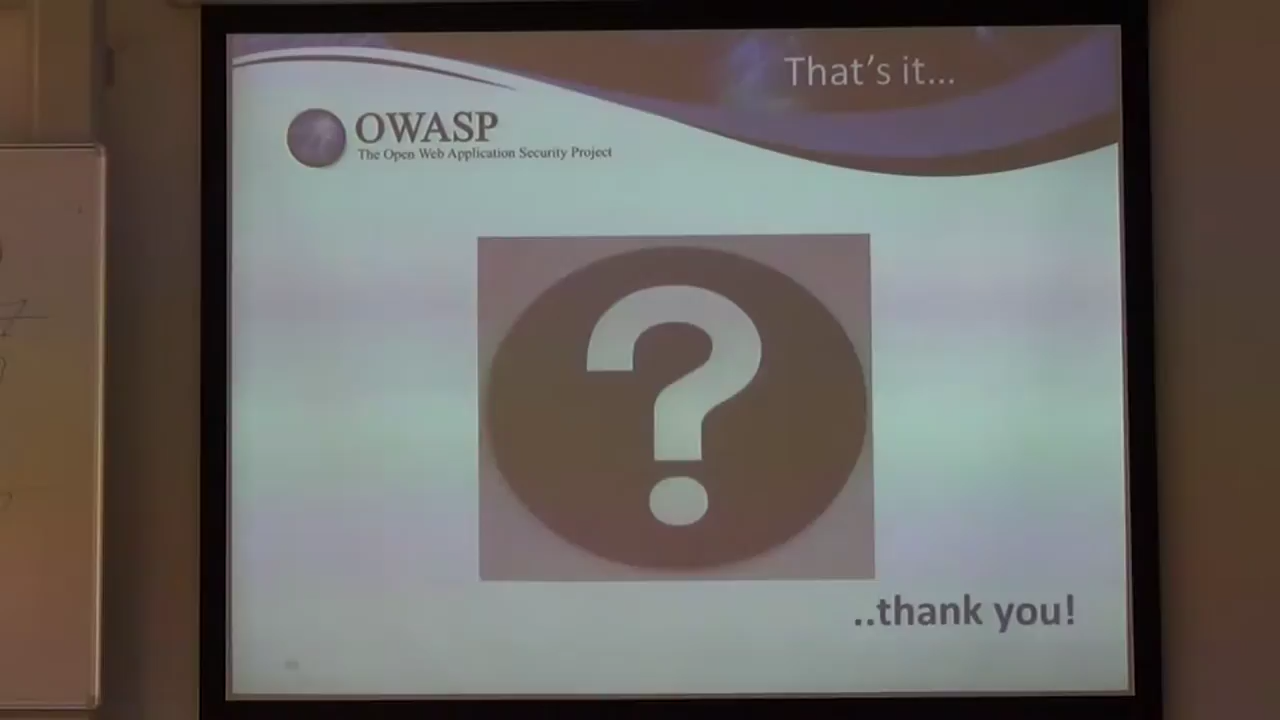 That's it...
OWASP
The Open Web Application Security Project
?
..thank you!